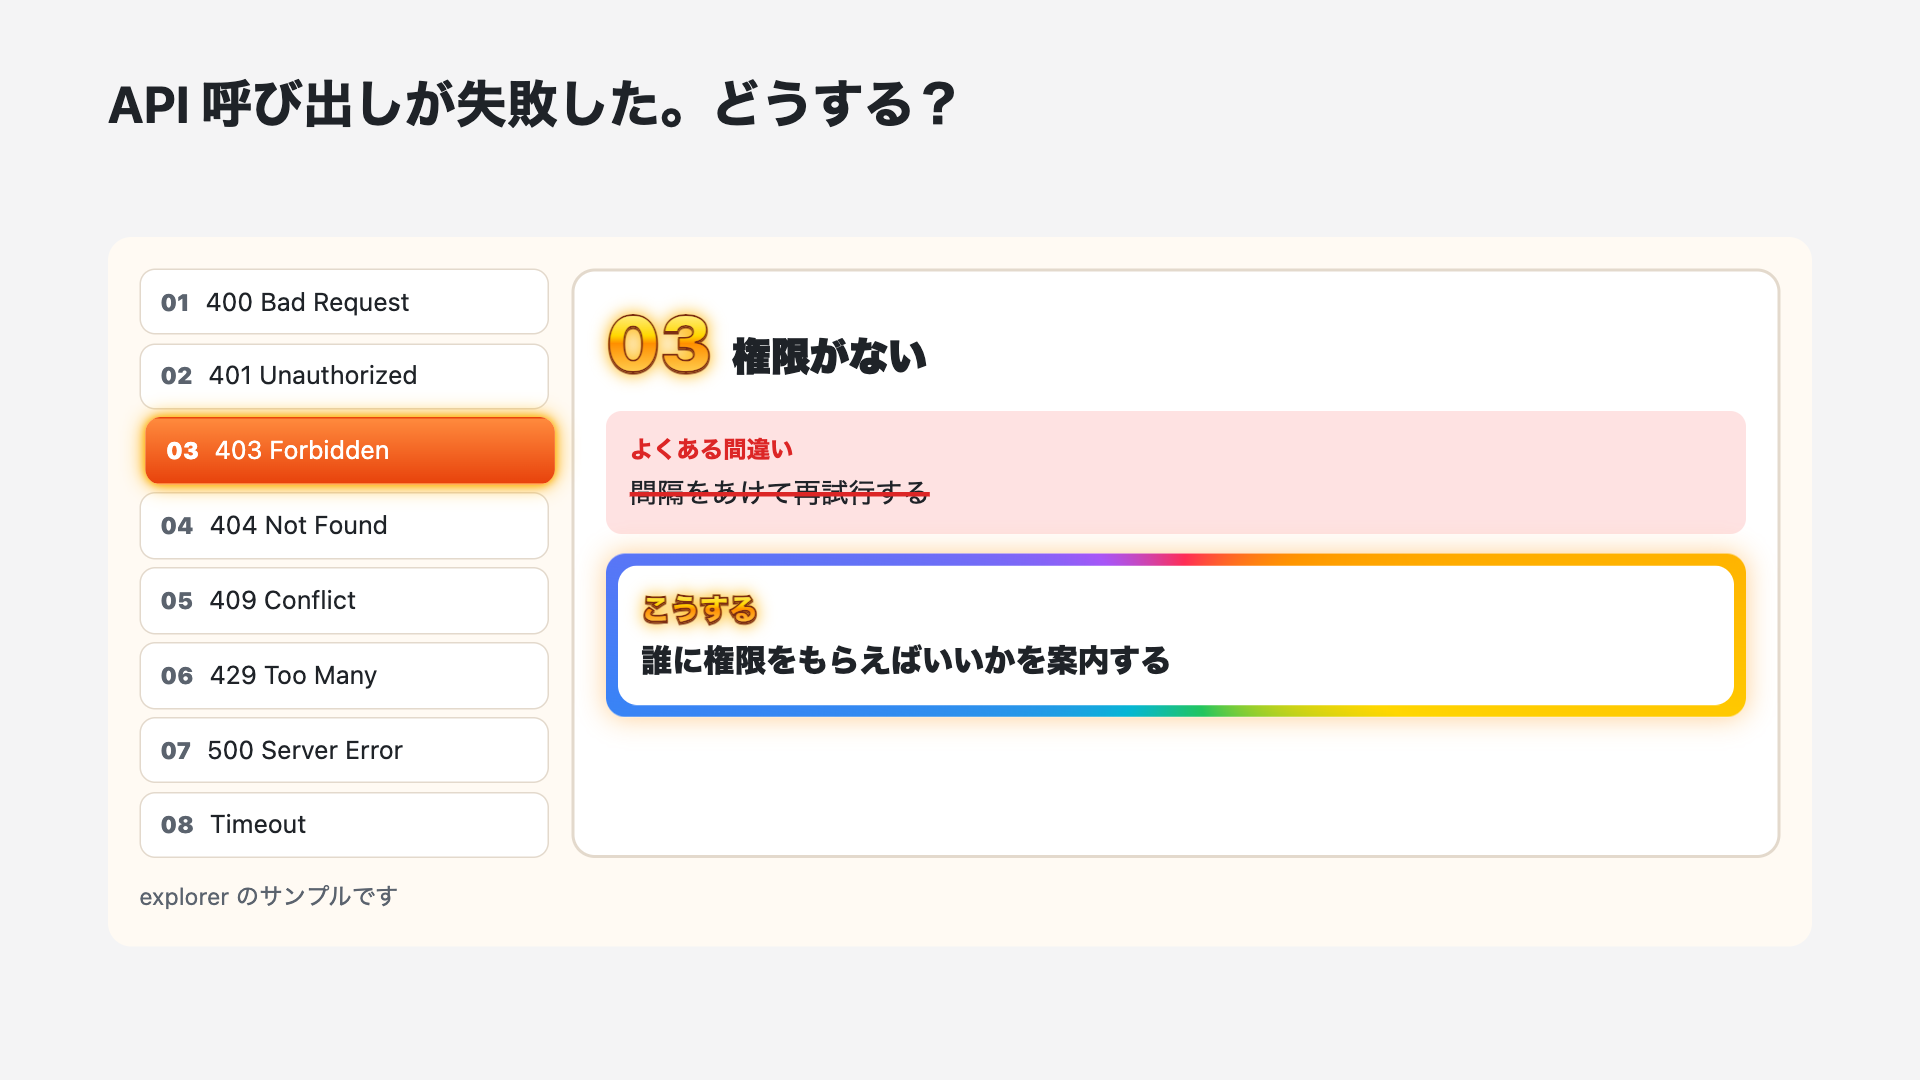 API 呼び出しが失敗した。どうする？
01 400 Bad Request
02 401 Unauthorized
03 403 Forbidden
04 404 Not Found
05 409 Conflict
06 429 Too Many
07 500 Server Error
08 Timeout
03 権限がない
よくある間違い
間隔をあけて再試行する
こうする
誰に権限をもらえばいいかを案内する
explorer のサンプルです